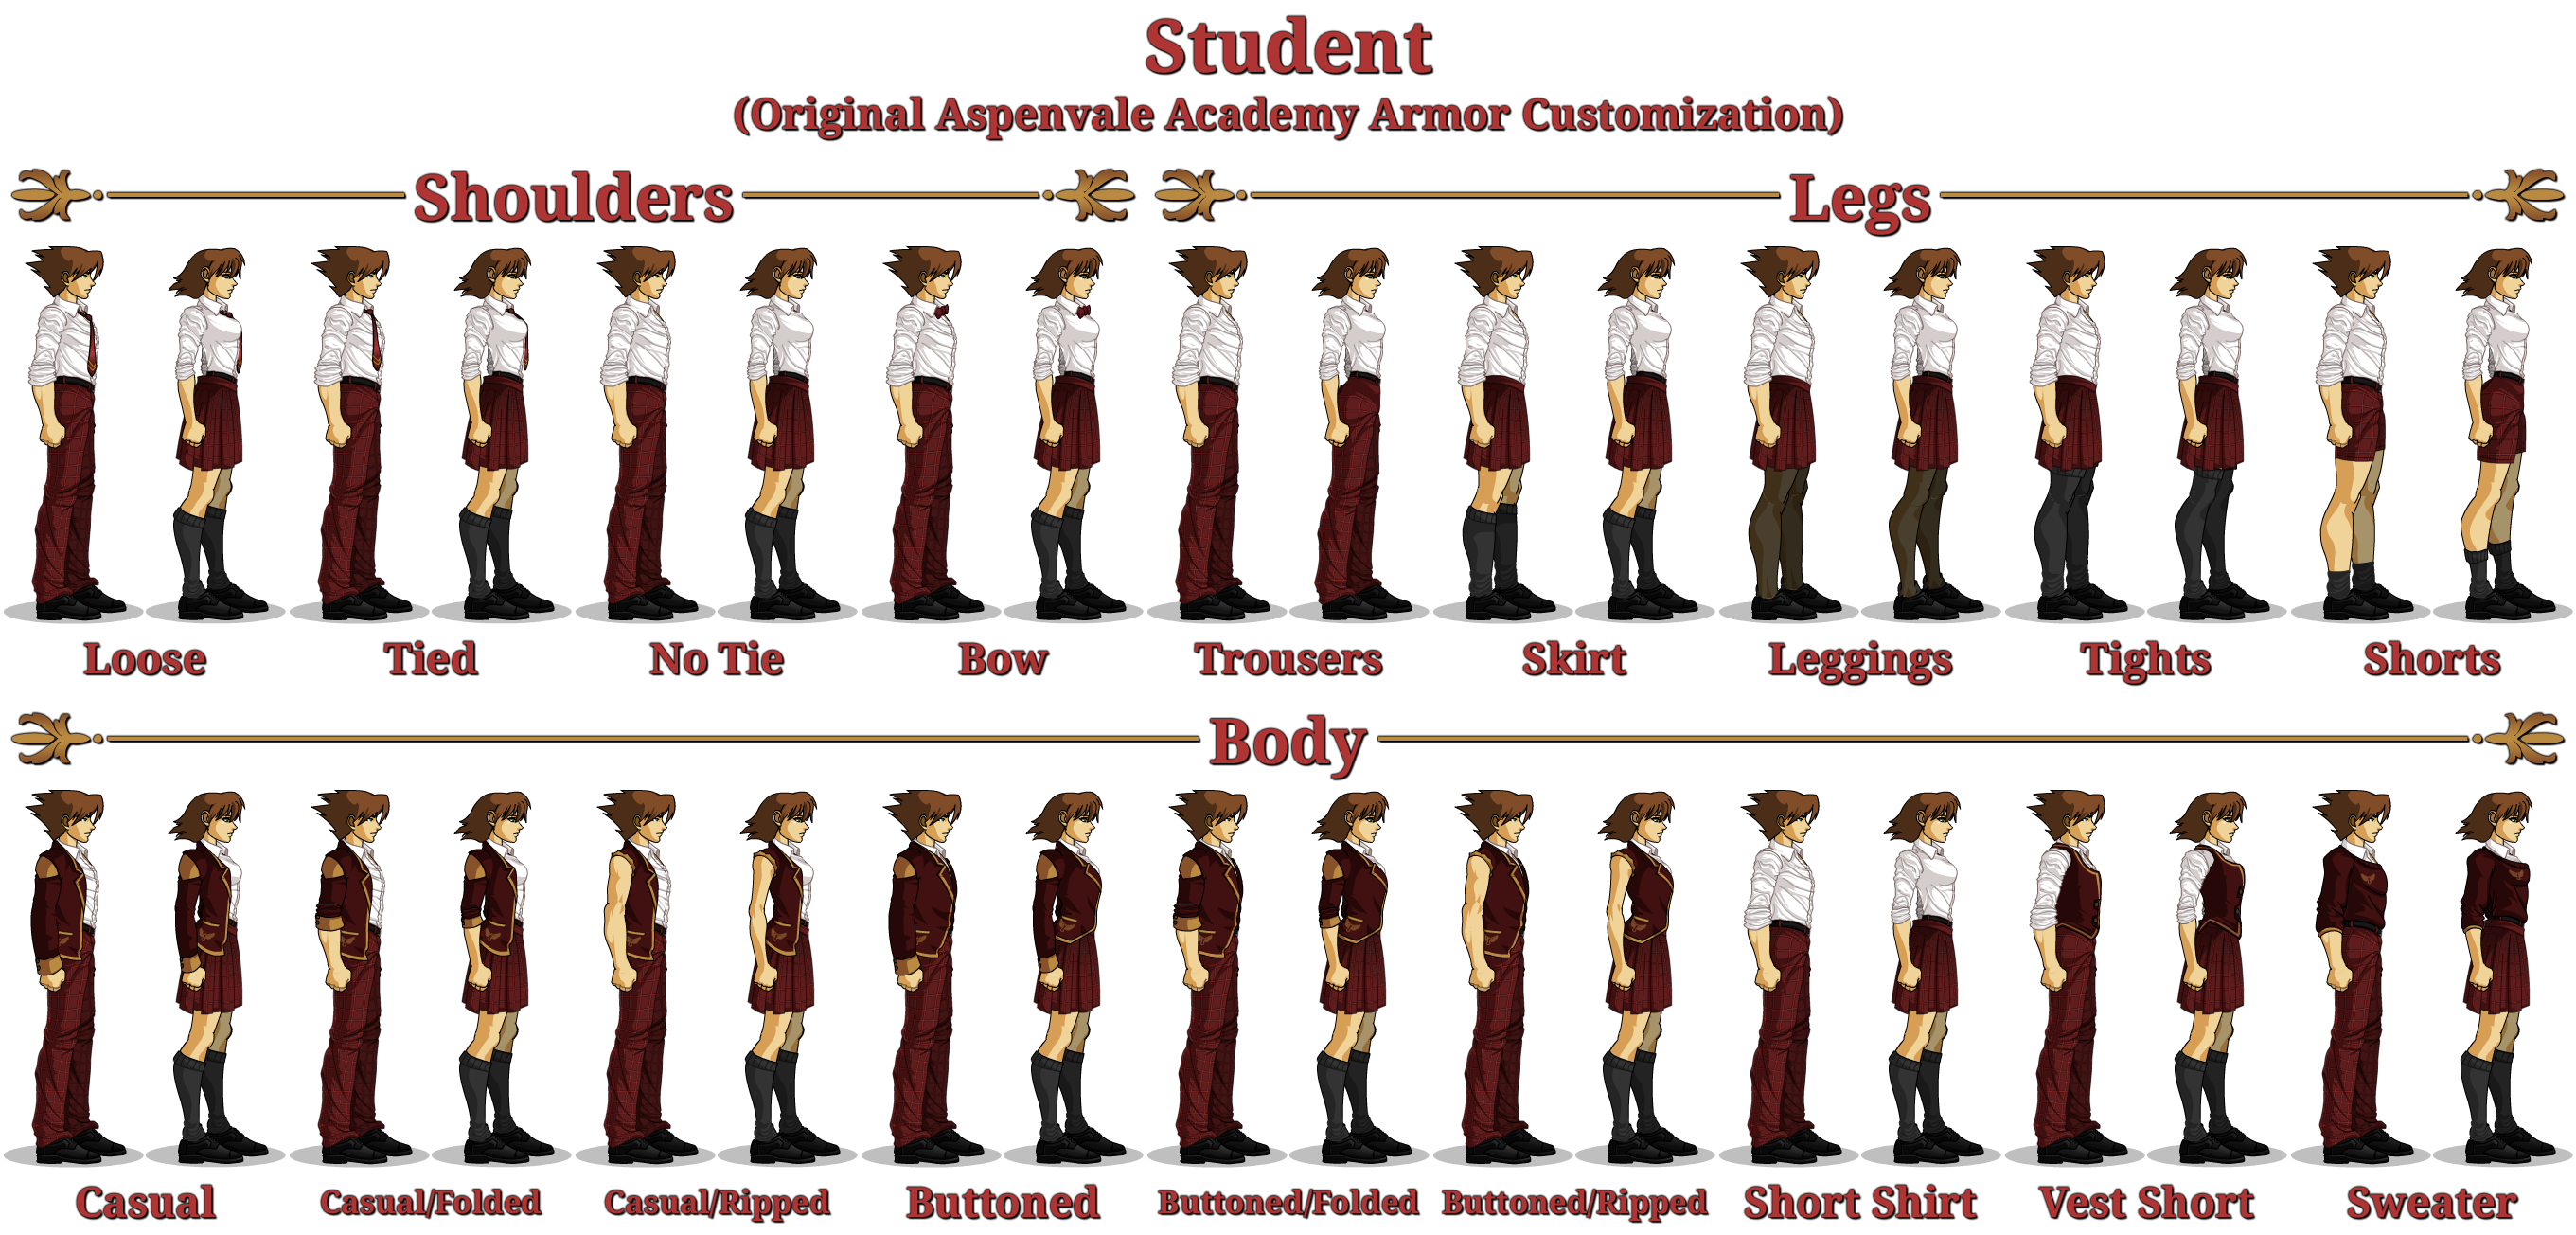 Student
(Original Aspenvale Academy Armor Customization)
Shoulders
Legs
Loose
Tied
No Tie
Bow
Trousers
Skirt
Leggings
Tights
Shorts
Body
Casual
Casual/Folded
Casual/Ripped
Buttoned
Buttoned/Folded
Buttoned/Ripped
Short Shirt
Vest Short
Sweater